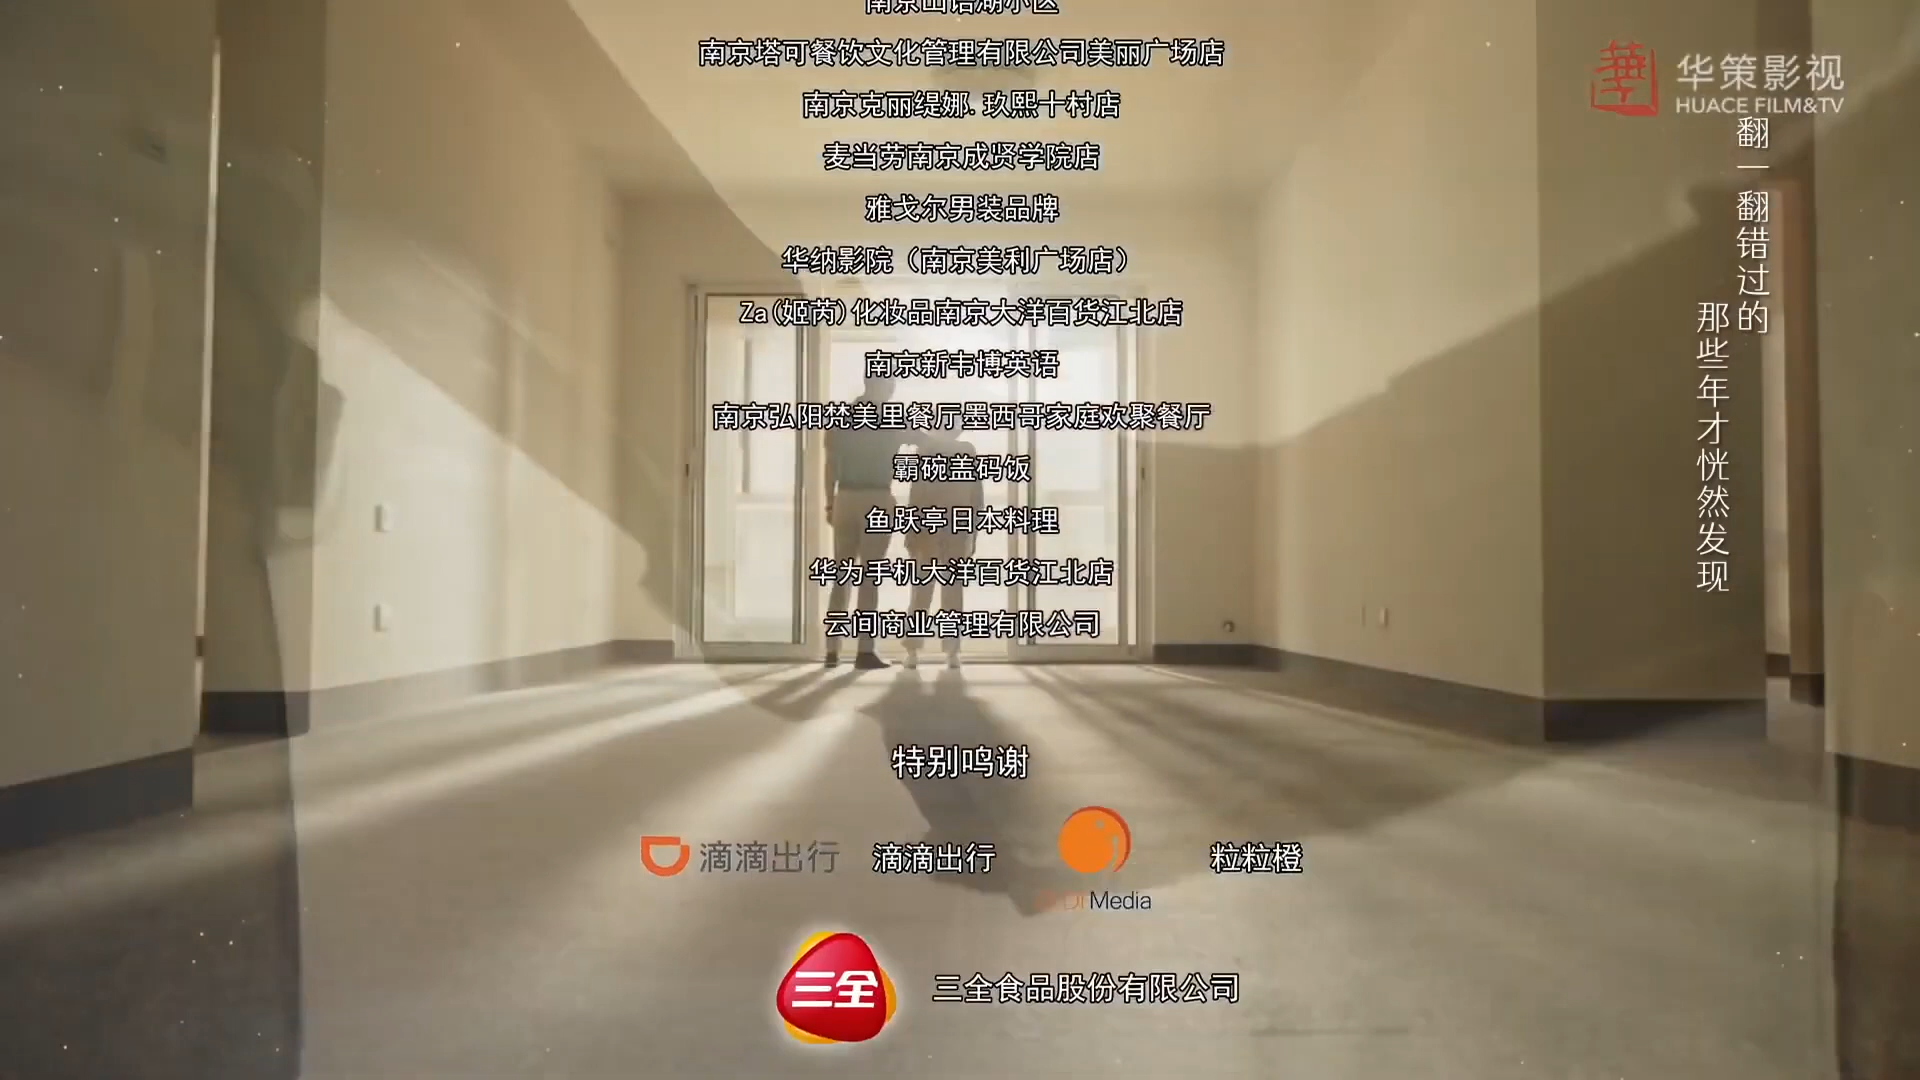 南京山语湖小区
南京塔可餐饮文化管理有限公司美丽广场店
南京克丽缇娜.玖熙十村店
麦当劳南京成贤学院店
雅戈尔男装品牌
华纳影院（南京美利广场店）
Za(姬芮)化妆品南京大洋百货江北店
南京新韦博英语
南京弘阳梵美里餐厅墨西哥家庭欢聚餐厅
霸碗盖码饭
鱼跃亭日本料理
华为手机大洋百货江北店
云间商业管理有限公司
特别鸣谢
滴滴出行
滴滴出行
Media
粒粒橙
三全
三全食品股份有限公司
華
华策影视
HUACE FILM&TV
翻一翻错过的
那些年才恍然发现